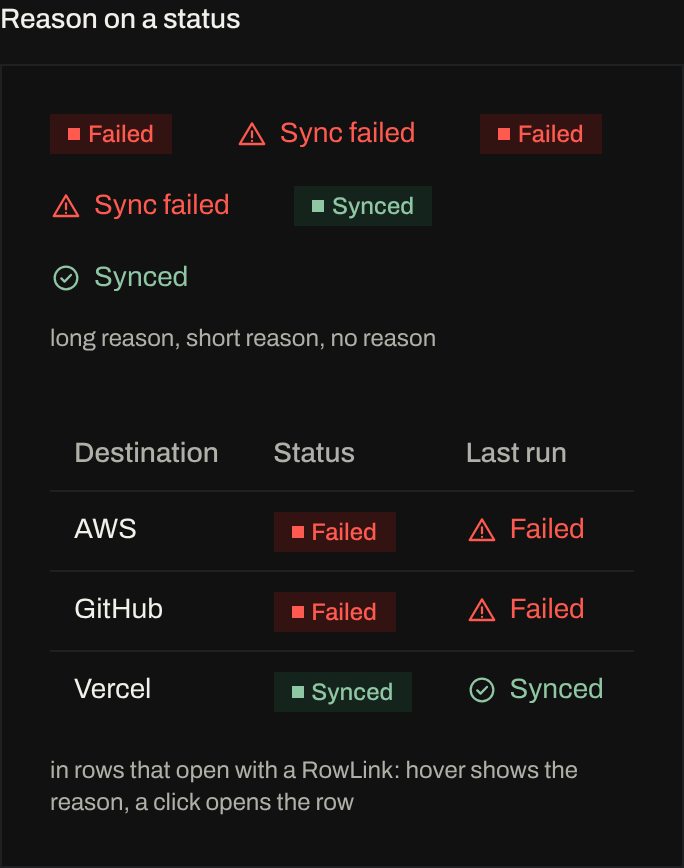 Reason on a status
Failed Sync failed Failed
Sync failed Synced
Synced
long reason, short reason, no reason
Destination Status Last run
AWS Failed Failed
GitHub Failed Failed
Vercel Synced Synced
in rows that open with a RowLink: hover shows the
reason, a click opens the row